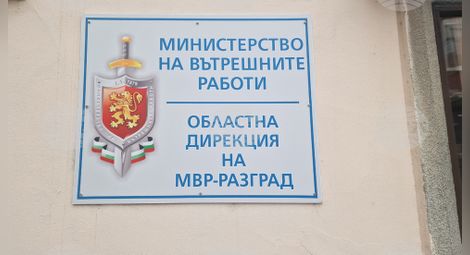 МИНИСТЕРСТВО
НА ВЪТРЕШНИТЕ
РАБОТИ
ОБЛАСТНА
ДИРЕКЦИЯ
НА
МВР-РАЗГРАД